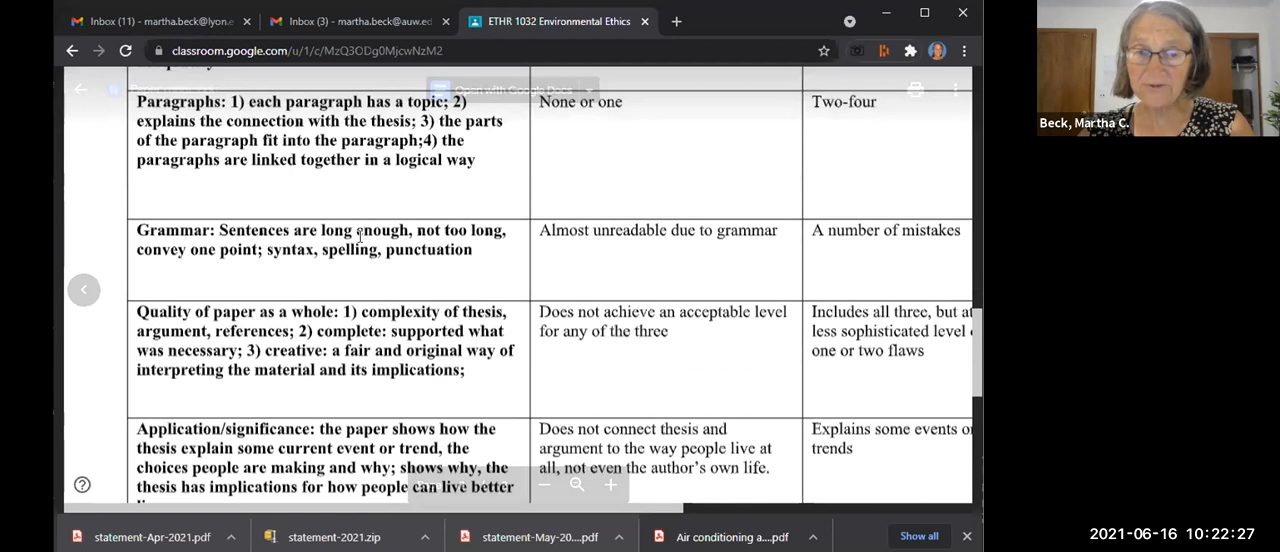 Inbox (11) - martha.beck@lyon.e
Inbox (3) - martha.beck@auw.ed
ETHR 1032 Environmental Ethics
classroom.google.com/u/1/c/MzQ3ODg0MjcwNzM2
Open with Google Docs
Paragraphs: 1) each paragraph has a topic; 2)
explains the connection with the thesis; 3) the parts
of the paragraph fit into the paragraph;4) the
paragraphs are linked together in a logical way
None or one
Two-four
Grammar: Sentences are long enough, not too long,
convey one point; syntax, spelling, punctuation
Almost unreadable due to grammar
A number of mistakes
Quality of paper as a whole: 1) complexity of thesis,
argument, references; 2) complete: supported what
was necessary; 3) creative: a fair and original way of
interpreting the material and its implications;
Does not achieve an acceptable level
for any of the three
Includes all three, but at
less sophisticated level
one or two flaws
Application/significance: the paper shows how the
thesis explain some current event or trend, the
choices people are making and why; shows why, the
thesis has implications for how people can live better
Does not connect thesis and
argument to the way people live at
all, not even the author's own life.
Explains some events or
trends
statement-Apr-2021.pdf
statement-2021.zip
statement-May-20....pdf
Air conditioning a....pdf
Show all
Beck, Martha C.
2021-06-16 10:22:27